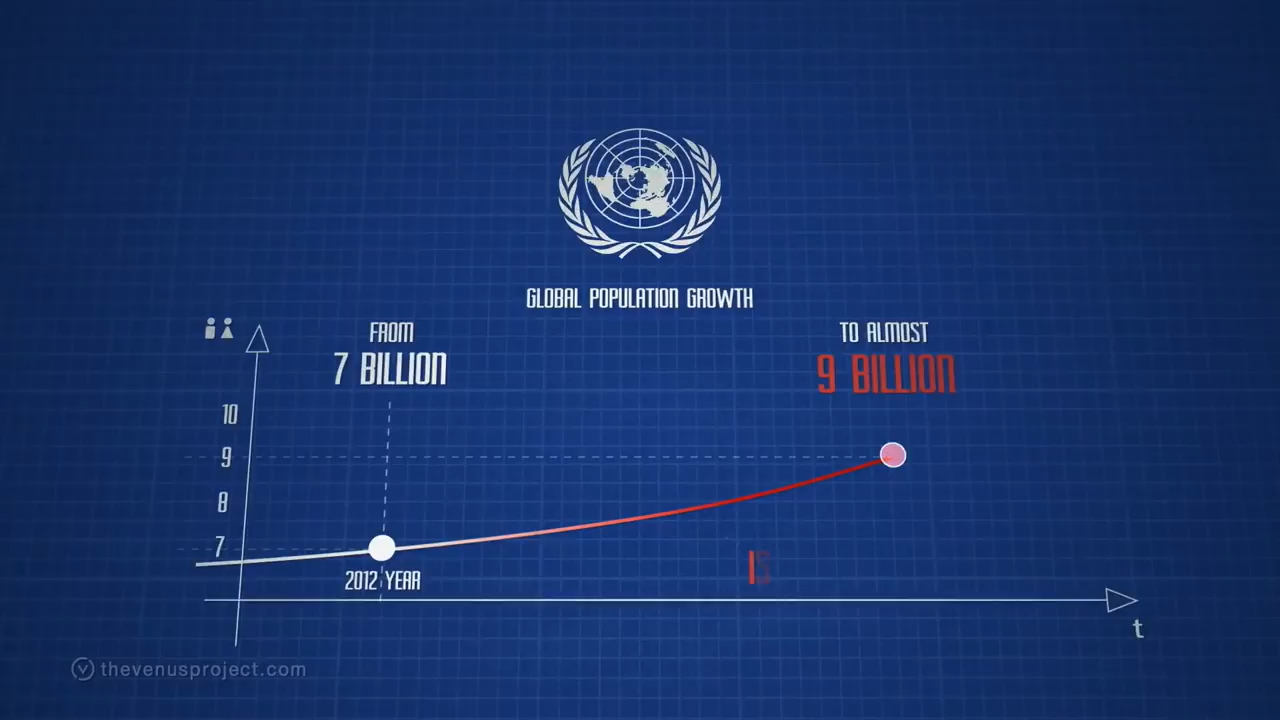 GLOBAL POPULATION GROWTH
FROM
7 BILLION
TO ALMOST
9 BILLION
10
9
8
7
2012 YEAR
t
thevenusproject.com